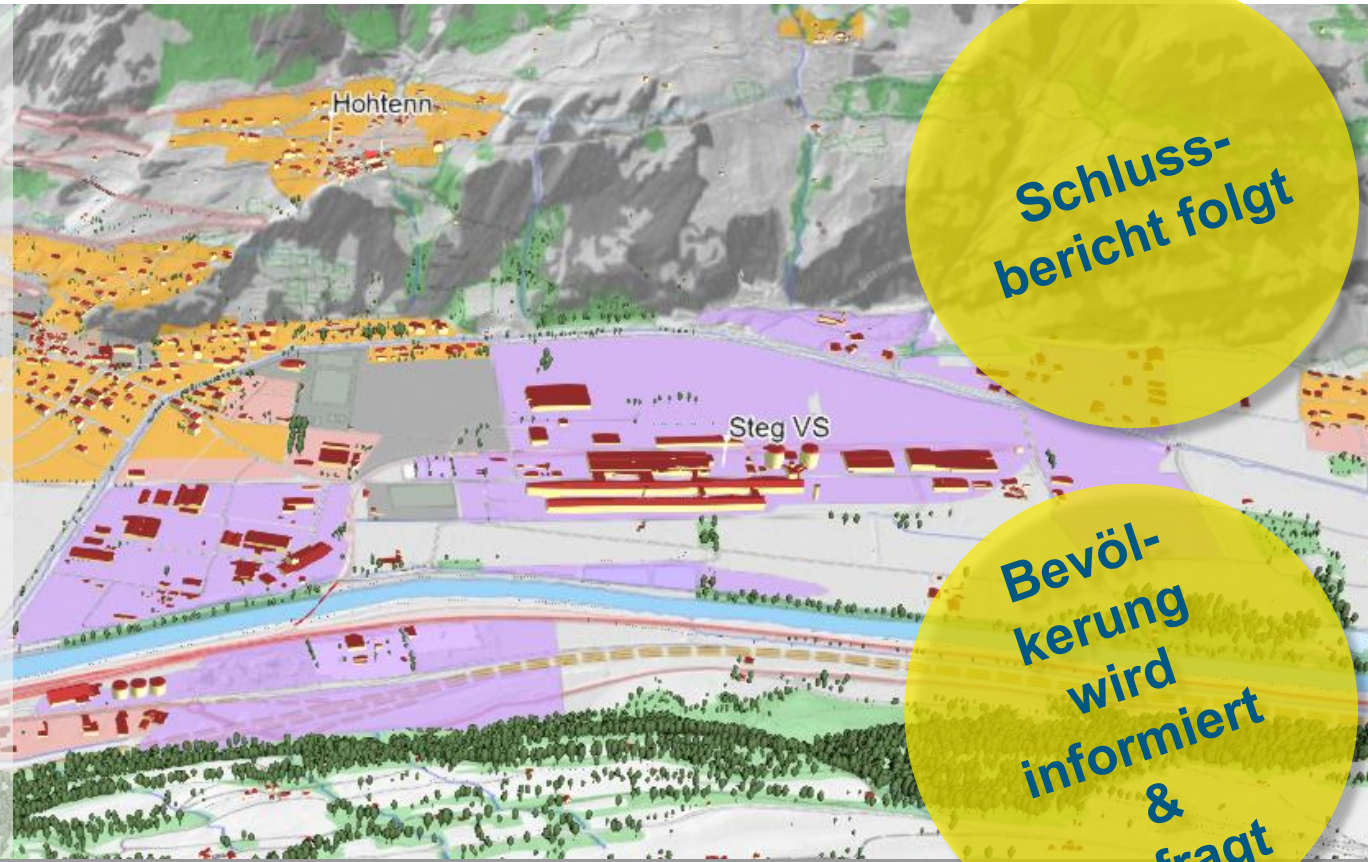 Hohtenn
Schluss-
bericht folgt
Steg VS
Bevöl-
kerung
wird
informiert
&